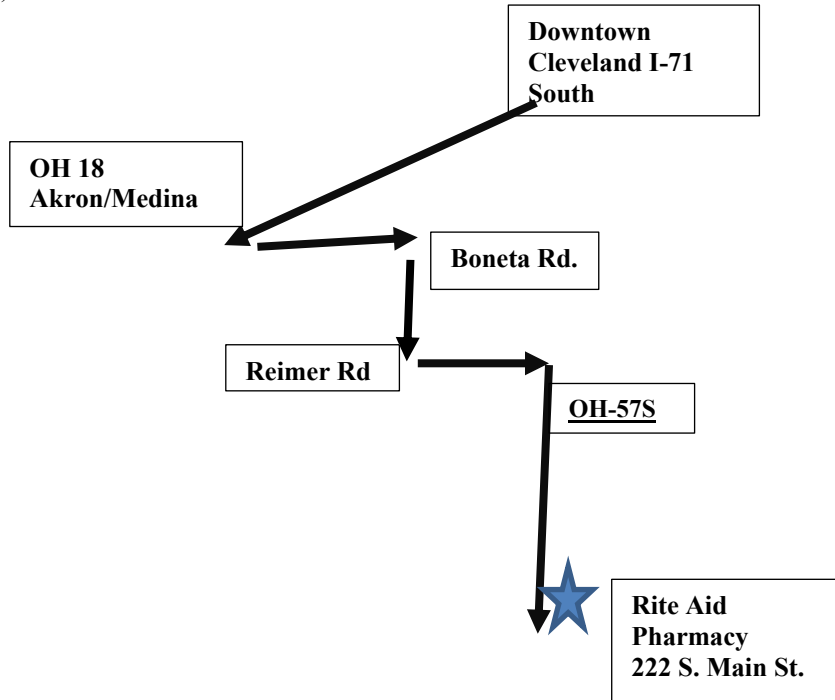 Downtown
Cleveland I-71
South
OH 18
Akron/Medina
Boneta Rd.
Reimer Rd
OH-57S
Rite Aid
Pharmacy
222 S. Main St.